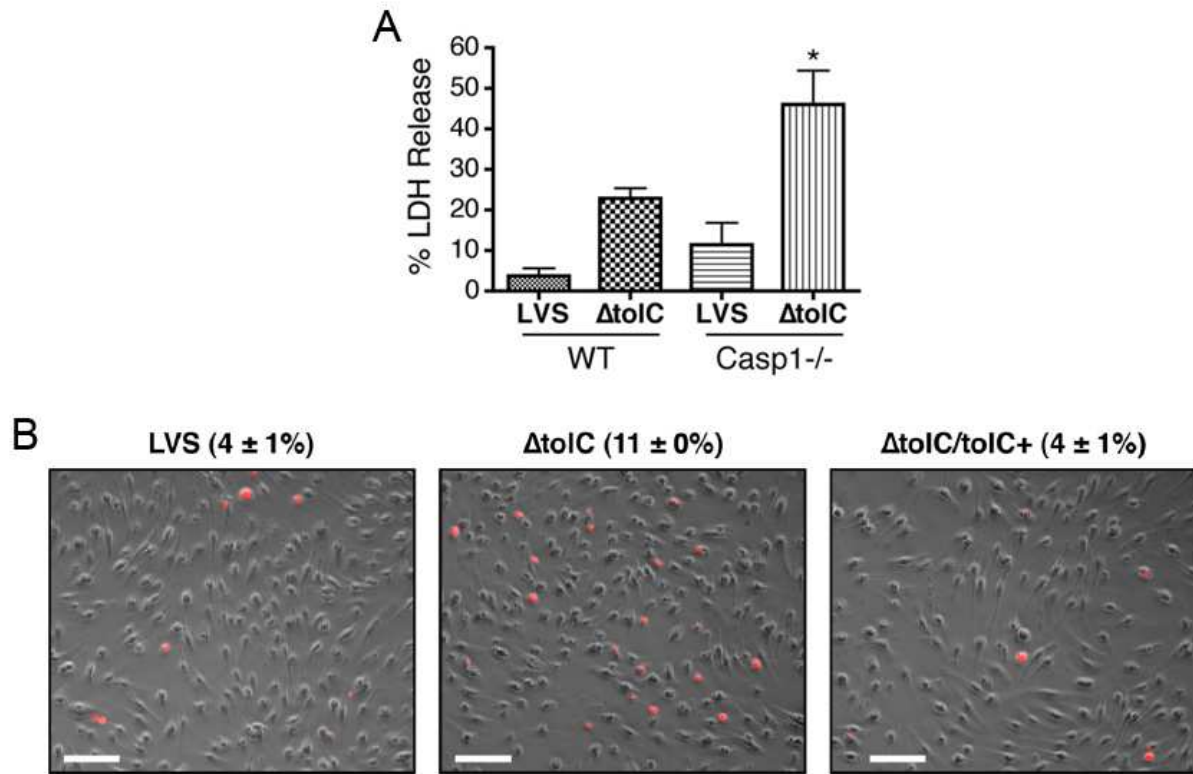 A
% LDH Release
60
50
40
30
20
10
0
*
LVS ΔtolC LVS ΔtolC
WT Casp1-/-
B
LVS (4 ± 1%) ΔtolC (11 ± 0%) ΔtolC/tolC+ (4 ± 1%)